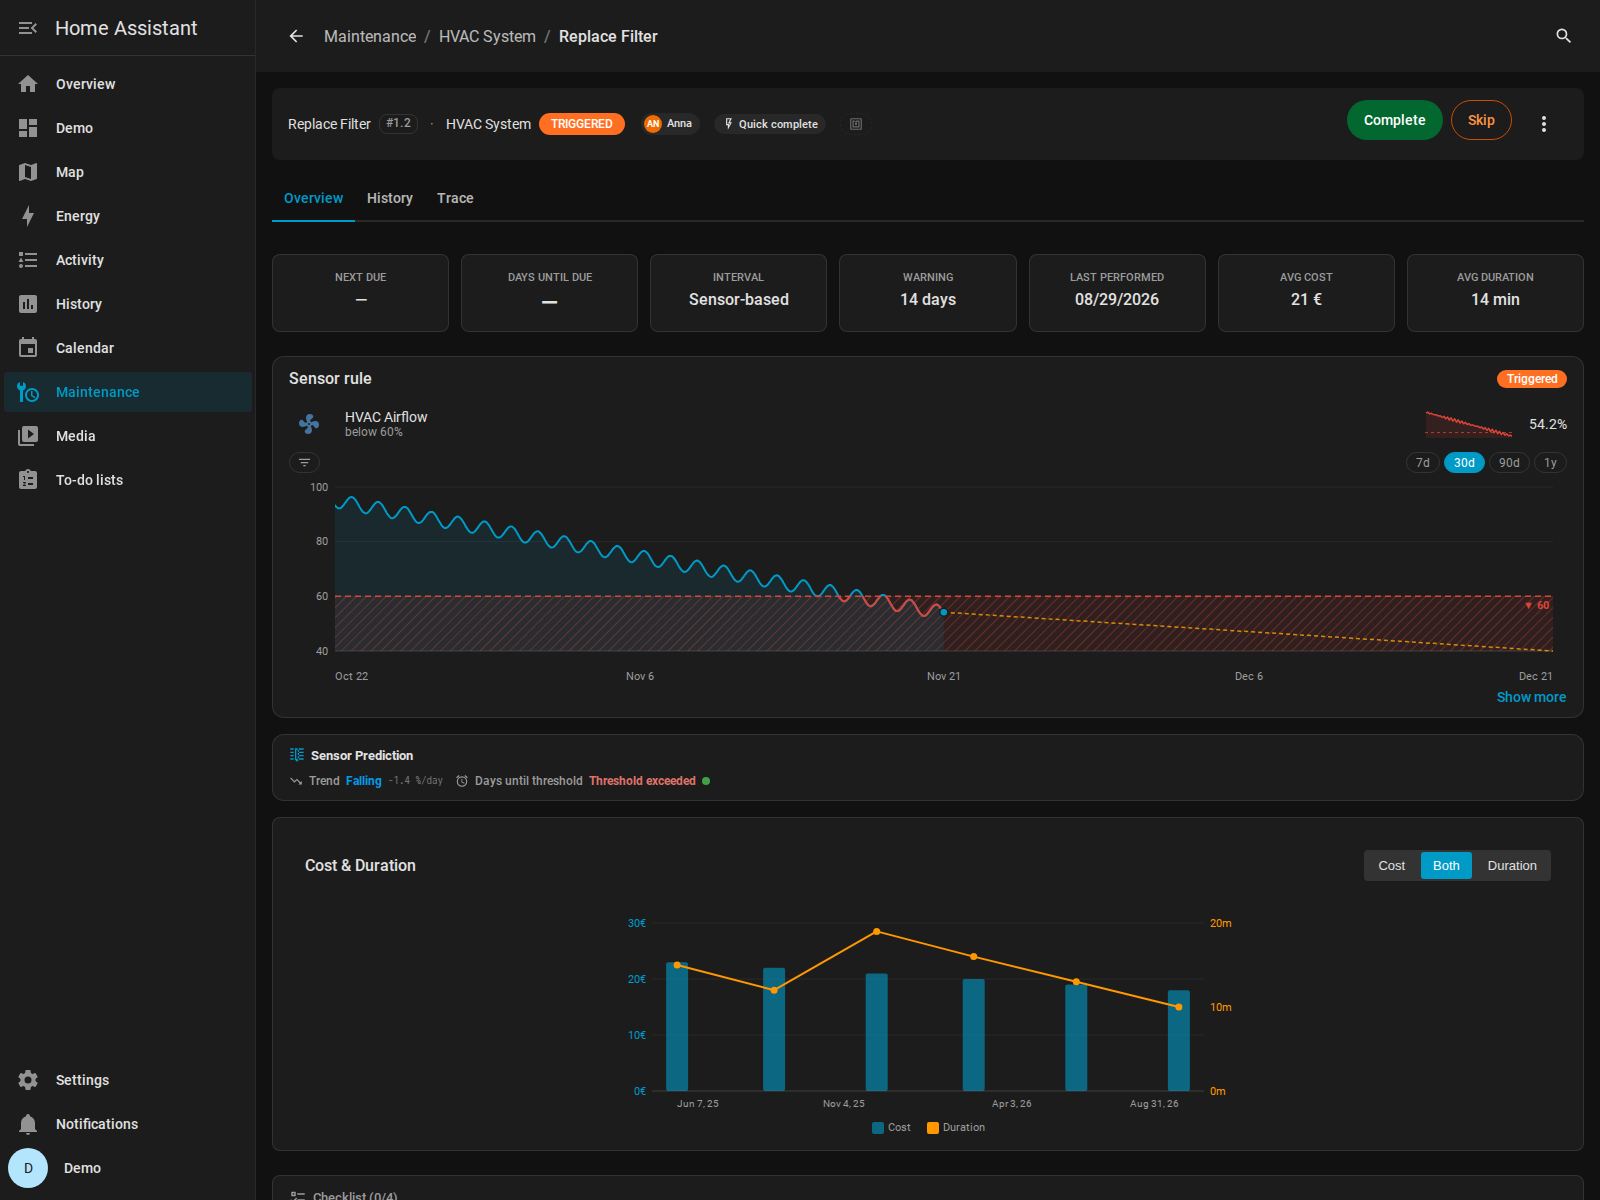 Home Assistant
Overview
Demo
Map
Energy
Activity
History
Calendar
Maintenance
Media
To-do lists
Settings
Notifications
D Demo
Maintenance / HVAC System / Replace Filter
Replace Filter #1.2 · HVAC System TRIGGERED AN Anna Quick complete
Complete Skip
Overview History Trace
NEXT DUE
—
DAYS UNTIL DUE
—
INTERVAL
Sensor-based
WARNING
14 days
LAST PERFORMED
08/29/2026
AVG COST
21 €
AVG DURATION
14 min
Sensor rule Triggered
HVAC Airflow
below 60%
54.2%
7d 30d 90d 1y
100
80
60
40
▼ 60
Oct 22 Nov 6 Nov 21 Dec 6 Dec 21
Show more
Sensor Prediction
Trend Falling -1.4 %/day Days until threshold Threshold exceeded
Cost & Duration Cost Both Duration
30€ 20m
20€
10€ 10m
0€ 0m
Jun 7, 25 Nov 4, 25 Apr 3, 26 Aug 31, 26
Cost Duration
Checklist (0/4)